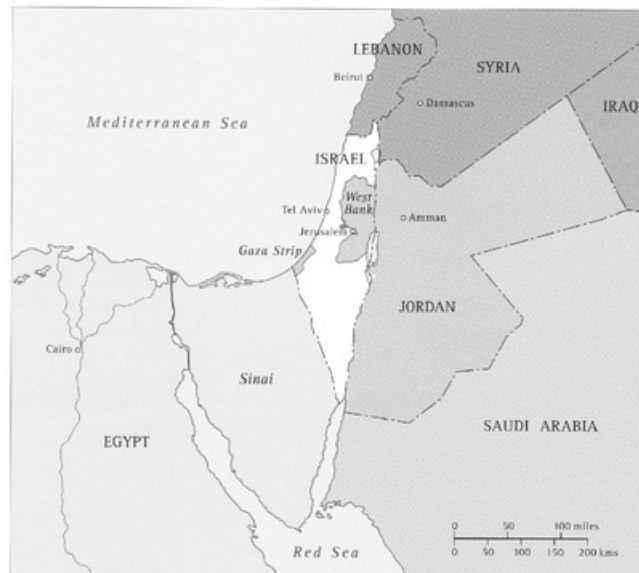 LEBANON
SYRIA
Beirut
IRAQ
Damascus
Mediterranean Sea
ISRAEL
West
Bank
Tel Aviv
Amman
Jerusalem
Gaza Strip
JORDAN
Cairo
Sinai
SAUDI ARABIA
EGYPT
0 50 100 miles
0 50 100 150 200 kms
Red Sea